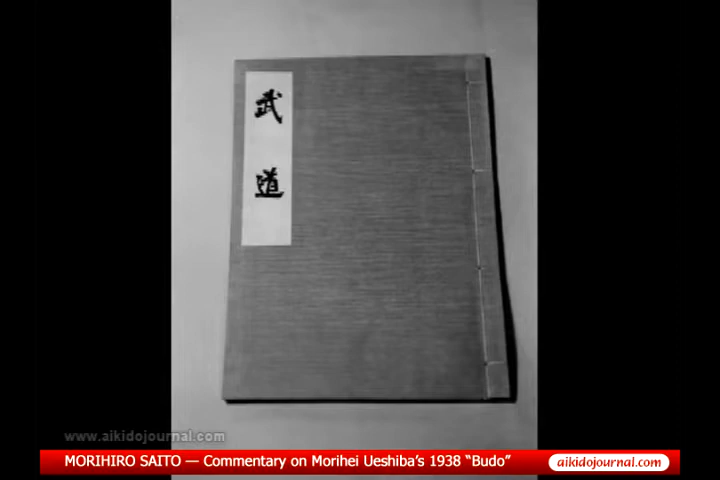 武道
www.aikidojournal.com
MORIHIRO SAITO — Commentary on Morihei Ueshiba's 1938 “Budo”
aikidojournal.com